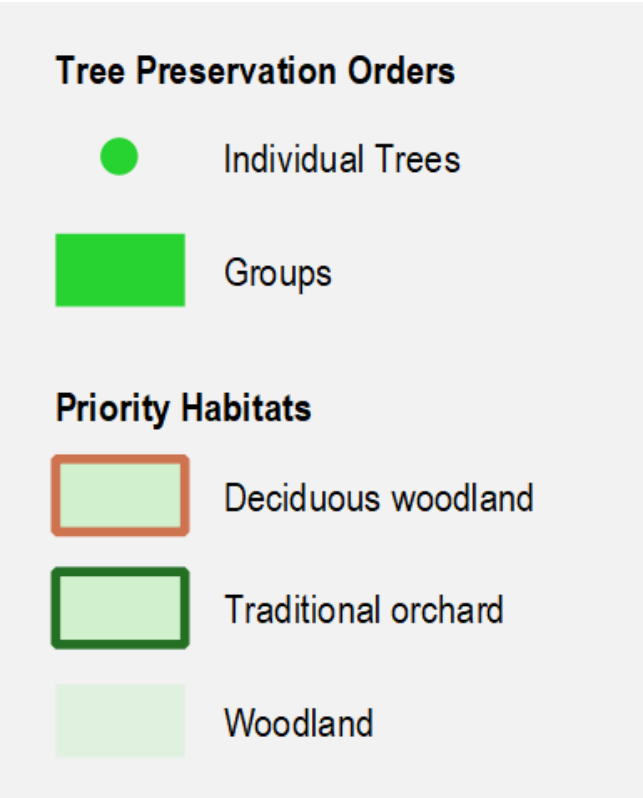 Tree Preservation Orders
Individual Trees
Groups
Priority Habitats
Deciduous woodland
Traditional orchard
Woodland